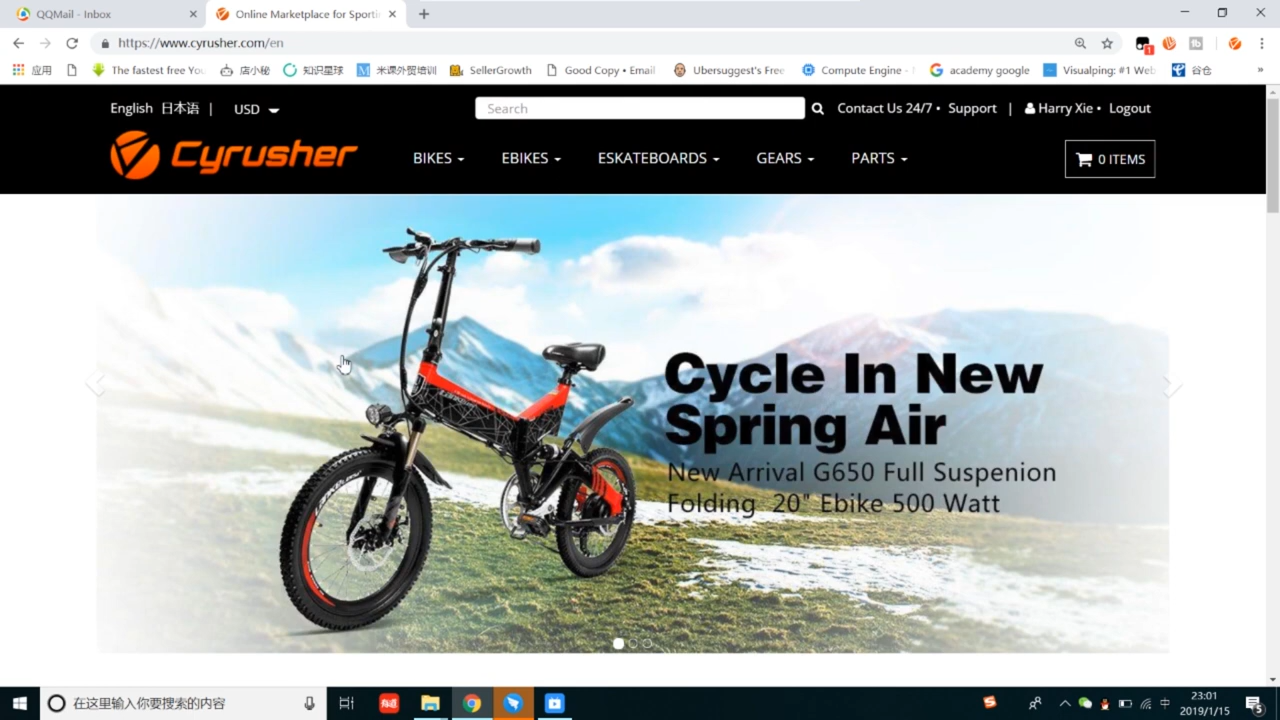 QQMail - Inbox
Online Marketplace for Sporti
https://www.cyrusher.com/en
1
应用
The fastest free You
店小秘
知识星球
M
米课外贸培训
SellerGrowth
Good Copy • Email
Ubersuggest's Free
Compute Engine -
academy google
Visualping: #1 Web
谷仓
»
English 日本語 | USD
Search
Contact Us 24/7 • Support | Harry Xie • Logout
Cyrusher
BIKES
EBIKES
ESKATEBOARDS
GEARS
PARTS
0 ITEMS
Cycle In New
Spring Air
New Arrival G650 Full Suspenion
Folding 20" Ebike 500 Watt
在这里输入你要搜索的内容
中
23:01
2019/1/15
5